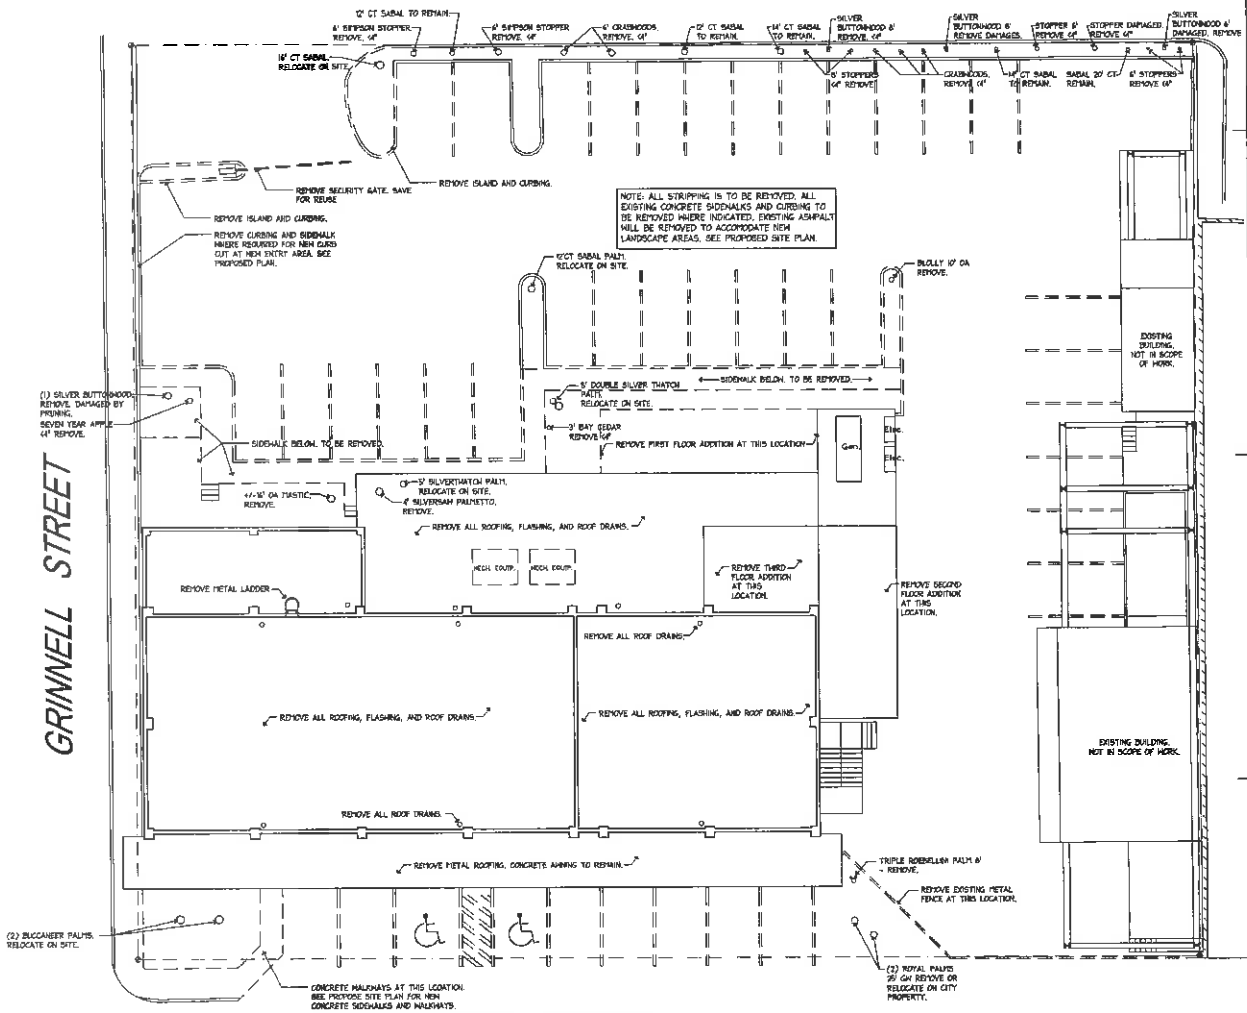 12' CT SABAL TO REMAIN.
6' SIMPSON STOPPER
REMOVE. <4"
6' SIMPSON STOPPER
REMOVE. <4"
6' CRABHOODS
REMOVE. <4"
12' CT SABAL
TO REMAIN.
14' CT SABAL
TO REMAIN.
SILVER
BUTTONHOOD 6'
REMOVE. <4"
SILVER
BUTTONHOOD 6'
REMOVE DAMAGED.
STOPPER 6'
REMOVE <4"
STOPPER DAMAGED.
REMOVE <4"
SILVER
BUTTONHOOD 6'
DAMAGED. REMOVE
16' CT SABAL
RELOCATE ON SITE.
6' STOPPERS
<4" REMOVE
CRABHOODS.
REMOVE <4"
14' CT SABAL
TO REMAIN.
SABAL 20' CT
REMAIN.
6' STOPPERS
REMOVE <4"
REMOVE SECURITY GATE. SAVE
FOR REUSE
REMOVE ISLAND AND CURBING.
REMOVE ISLAND AND CURBING.
REMOVE CURBING AND SIDEWALK
WHERE REQUIRED FOR NEW CURB
CUT AT NEW ENTRY AREA. SEE
PROPOSED PLAN.
NOTE: ALL STRIPPING IS TO BE REMOVED. ALL
EXISTING CONCRETE SIDEWALKS AND CURBING TO
BE REMOVED WHERE INDICATED. EXISTING ASHPALT
WILL BE REMOVED TO ACCOMODATE NEW
LANDSCAPE AREAS. SEE PROPOSED SITE PLAN.
12'CT SABAL PALM.
RELOCATE ON SITE.
BLOLLY 10' OA
REMOVE.
EXISTING
BUILDING.
NOT IN SCOPE
OF WORK.
SIDEWALK BELOW. TO BE REMOVED.
(1) SILVER BUTTONHOOD
REMOVE. DAMAGED BY
PRUNING.
SEVEN YEAR APPLE
<4" REMOVE.
5' DOUBLE SILVER THATCH
PALM.
RELOCATE ON SITE.
3' BAY CEDAR
REMOVE <4"
SIDEWALK BELOW. TO BE REMOVED.
REMOVE FIRST FLOOR ADDITION AT THIS LOCATION
Gen.
Elec.
Elec.
+/-16' OA MASTIC.
REMOVE.
5' SILVERTHATCH PALM.
RELOCATE ON SITE.
4' SILVERSAW PALMETTO.
REMOVE.
REMOVE ALL ROOFING, FLASHING, AND ROOF DRAINS.
GRINNELL STREET
MECH. EQUIP.
MECH. EQUIP.
REMOVE THIRD
FLOOR ADDITION
AT THIS
LOCATION.
REMOVE SECOND
FLOOR ADDITION
AT THIS
LOCATION.
REMOVE METAL LADDER
REMOVE ALL ROOF DRAINS.
REMOVE ALL ROOFING, FLASHING, AND ROOF DRAINS.
REMOVE ALL ROOFING, FLASHING, AND ROOF DRAINS.
EXISTING BUILDING.
NOT IN SCOPE OF WORK.
REMOVE ALL ROOF DRAINS.
REMOVE METAL ROOFING. CONCRETE AWNING TO REMAIN.
TRIPLE ROEBELLINI PALM 8'
- REMOVE.
REMOVE EXISTING METAL
FENCE AT THIS LOCATION.
(2) BUCCANEER PALMS.
RELOCATE ON SITE.
(2) ROYAL PALMS
25' GW REMOVE OR
RELOCATE ON CITY
PROPERTY.
CONCRETE WALKWAYS AT THIS LOCATION.
SEE PROPOSE SITE PLAN FOR NEW
CONCRETE SIDEWALKS AND WALKWAYS.